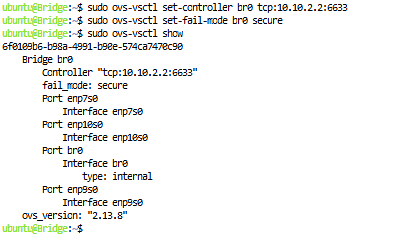 ubuntu@Bridge:~$ sudo ovs-vsctl set-controller br0 tcp:10.10.2.2:6633
ubuntu@Bridge:~$ sudo ovs-vsctl set-fail-mode br0 secure
ubuntu@Bridge:~$ sudo ovs-vsctl show
6f0109b6-b98a-4991-b90e-574ca7470c90
    Bridge br0
        Controller "tcp:10.10.2.2:6633"
        fail_mode: secure
        Port enp7s0
            Interface enp7s0
        Port enp10s0
            Interface enp10s0
        Port br0
            Interface br0
                type: internal
        Port enp9s0
            Interface enp9s0
    ovs_version: "2.13.8"
ubuntu@Bridge:~$